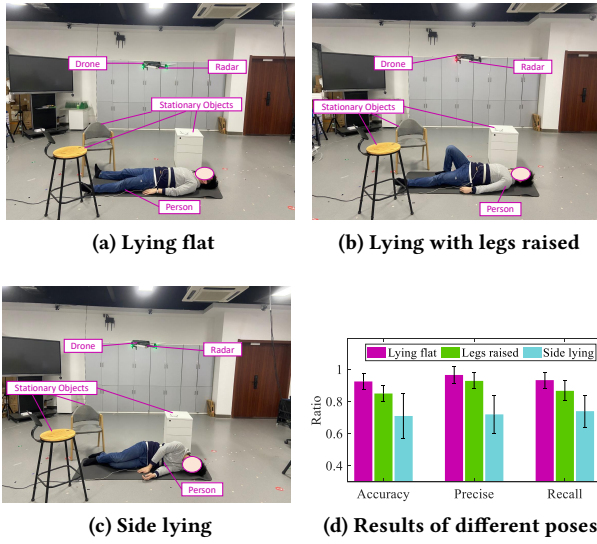 Drone
Radar
Stationary Objects
Person
(a) Lying flat
Drone
Radar
Stationary Objects
Person
(b) Lying with legs raised
Drone
Radar
Stationary Objects
Person
(c) Side lying
Lying flat
Legs raised
Side lying
1
0.8
0.6
0.4
Ratio
Accuracy
Precise
Recall
(d) Results of different poses